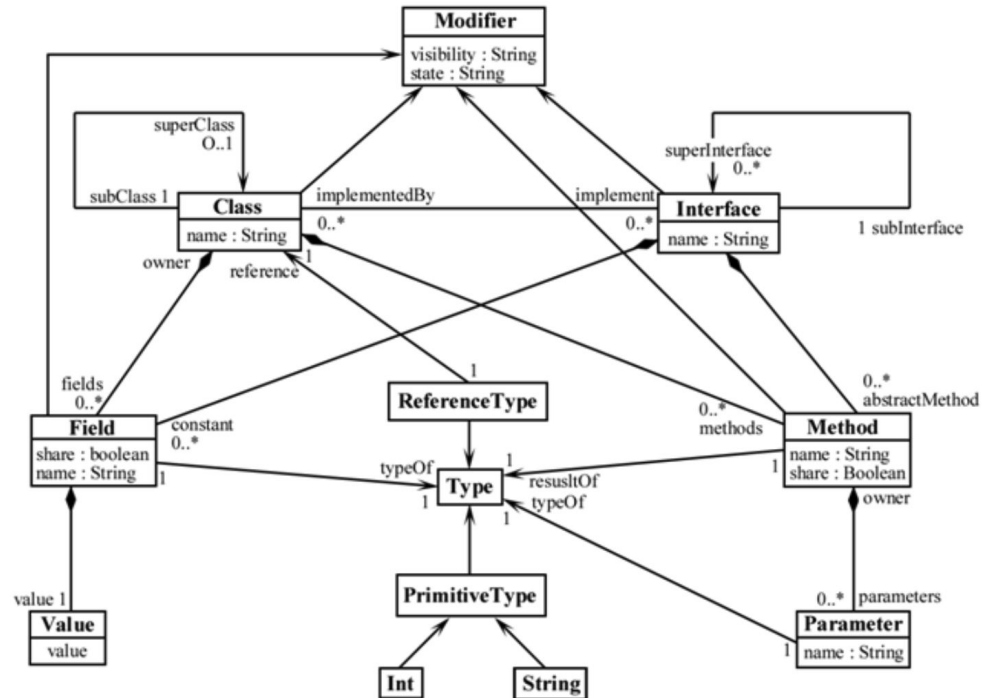 Modifier
visibility : String
state : String
superClass
O..1
superInterface
0..*
subClass 1
implementedBy
implement
Class
Interface
0..*
0..*
name : String
name : String
1 subInterface
owner
reference
1
fields
0..*
1
0..*
abstractMethod
ReferenceType
constant
0..*
0..*
methods
Field
Method
share : boolean
name : String
name : String
share : Boolean
1
typeOf
1
Type
1
resusltOf
typeOf
1
1
owner
value 1
PrimitiveType
0..*
parameters
Value
value
Parameter
name : String
1
Int
String